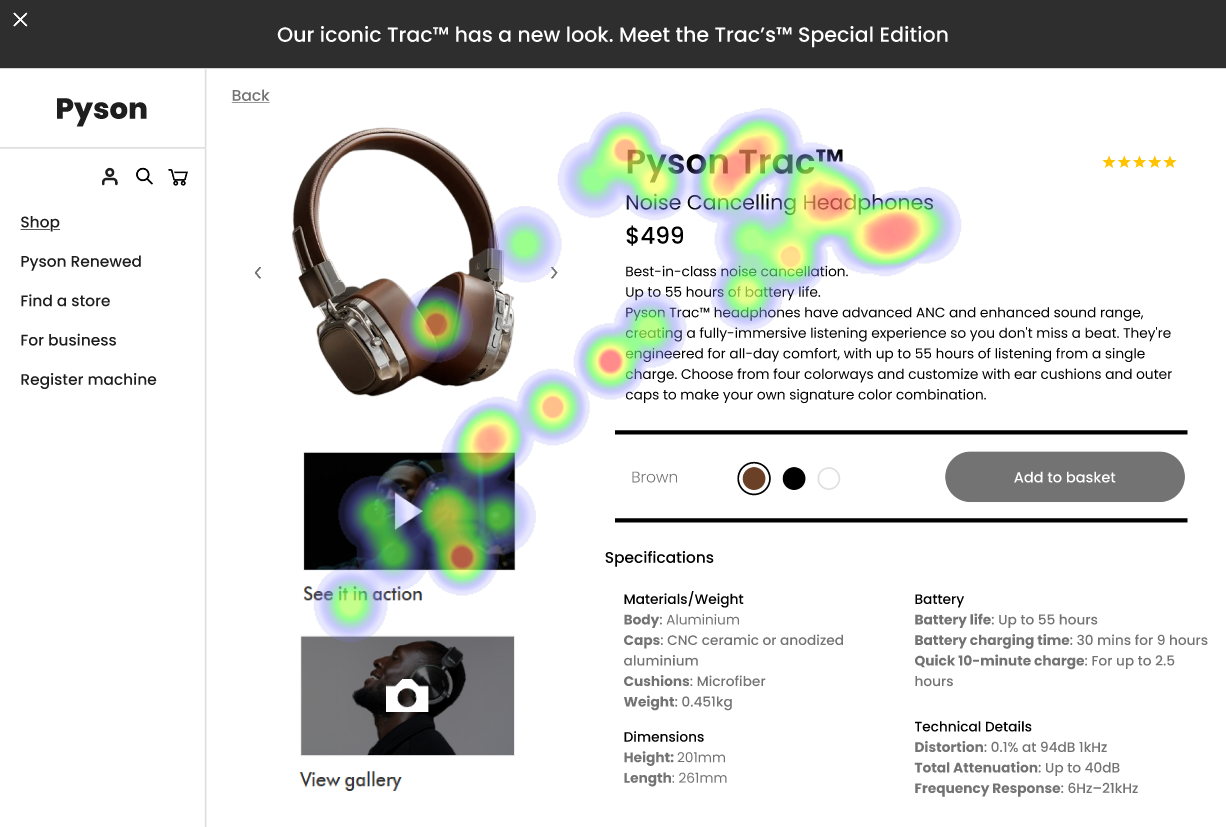 Our iconic Trac™ has a new look. Meet the Trac's™ Special Edition
Pyson
Shop
Pyson Renewed
Find a store
For business
Register machine
Back
Pyson Trac™
Noise Cancelling Headphones
$499
Best-in-class noise cancellation.
Up to 55 hours of battery life.
Pyson Trac™ headphones have advanced ANC and enhanced sound range,
creating a fully-immersive listening experience so you don't miss a beat. They're
engineered for all-day comfort, with up to 55 hours of listening from a single
charge. Choose from four colorways and customize with ear cushions and outer
caps to make your own signature color combination.
Brown
Add to basket
See it in action
View gallery
Specifications
Materials/Weight
Body: Aluminium
Caps: CNC ceramic or anodized
aluminium
Cushions: Microfiber
Weight: 0.451kg
Dimensions
Height: 201mm
Length: 261mm
Battery
Battery life: Up to 55 hours
Battery charging time: 30 mins for 9 hours
Quick 10-minute charge: For up to 2.5
hours
Technical Details
Distortion: 0.1% at 94dB 1kHz
Total Attenuation: Up to 40dB
Frequency Response: 6Hz–21kHz